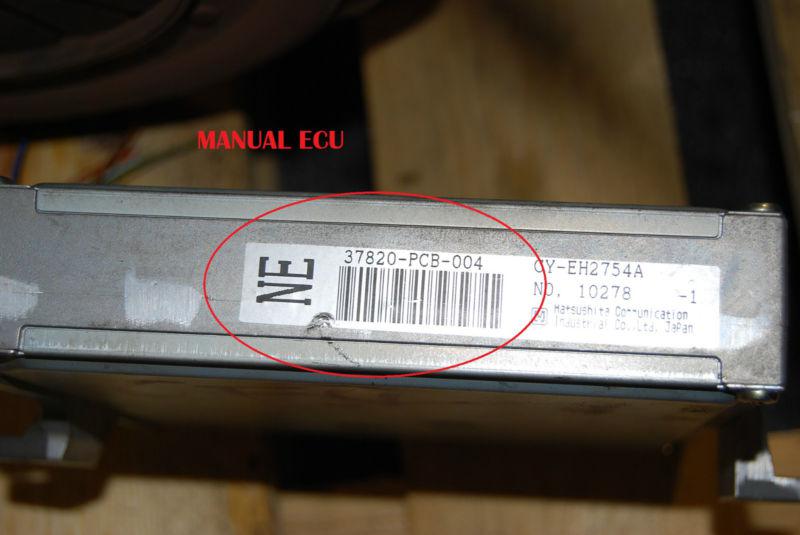 MANUAL ECU
NE
37820-PCB-004
CY-EH2754A
NO. 10278 -1
Matsushita Communication
Industrial Co.,Ltd. Japan